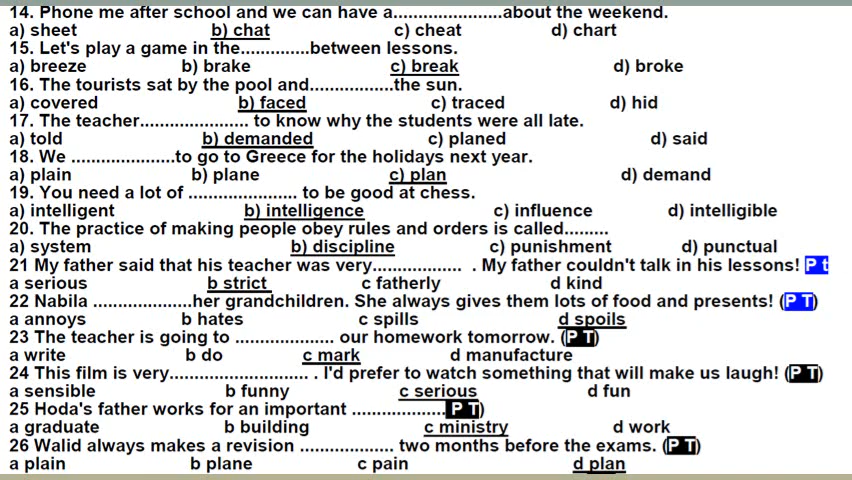 14. Phone me after school and we can have a......................about the weekend.
a) sheet b) chat c) cheat d) chart
15. Let's play a game in the..............between lessons.
a) breeze b) brake c) break d) broke
16. The tourists sat by the pool and.................the sun.
a) covered b) faced c) traced d) hid
17. The teacher...................... to know why the students were all late.
a) told b) demanded c) planed d) said
18. We .....................to go to Greece for the holidays next year.
a) plain b) plane c) plan d) demand
19. You need a lot of ...................... to be good at chess.
a) intelligent b) intelligence c) influence d) intelligible
20. The practice of making people obey rules and orders is called.........
a) system b) discipline c) punishment d) punctual
21 My father said that his teacher was very.................. . My father couldn't talk in his lessons! P t
a serious b strict c fatherly d kind
22 Nabila ....................her grandchildren. She always gives them lots of food and presents! (P T)
a annoys b hates c spills d spoils
23 The teacher is going to .................... our homework tomorrow. (P T)
a write b do c mark d manufacture
24 This film is very............................ . I'd prefer to watch something that will make us laugh! (P T)
a sensible b funny c serious d fun
25 Hoda's father works for an important ................... P T)
a graduate b building c ministry d work
26 Walid always makes a revision ................... two months before the exams. (P T)
a plain b plane c pain d plan